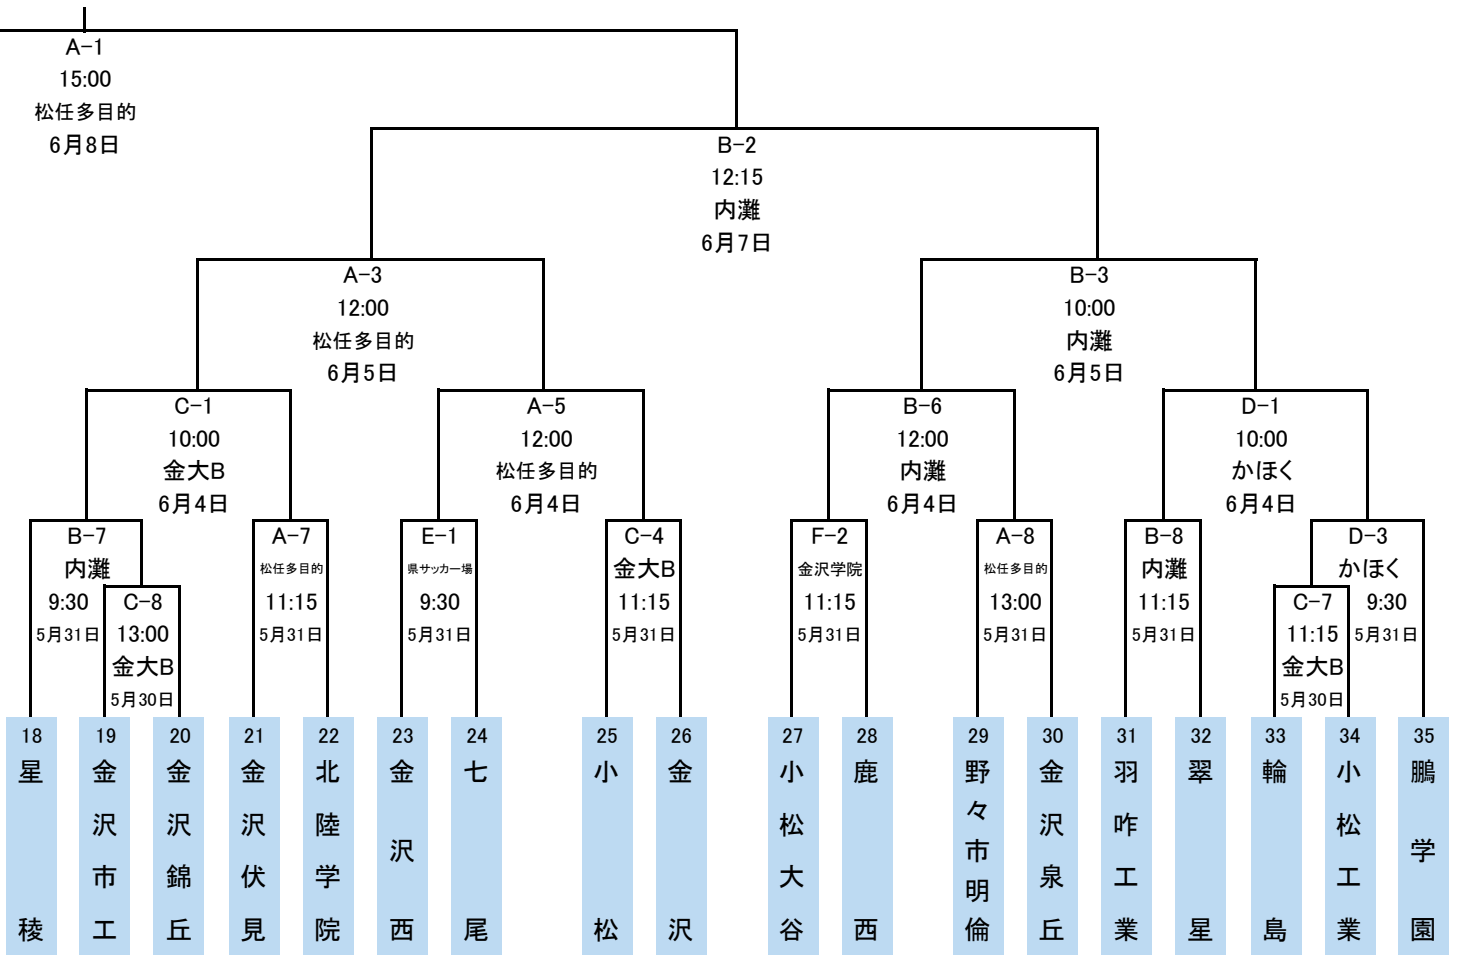 A-1
15:00
松任多目的
6月8日
B-2
12:15
内灘
6月7日
A-3
12:00
松任多目的
6月5日
B-3
10:00
内灘
6月5日
C-1
10:00
金大B
6月4日
A-5
12:00
松任多目的
6月4日
B-6
12:00
内灘
6月4日
D-1
10:00
かほく
6月4日
B-7
内灘
9:30
5月31日
C-8
13:00
金大B
5月30日
A-7
松任多目的
11:15
5月31日
E-1
県サッカー場
9:30
5月31日
C-4
金大B
11:15
5月31日
F-2
金沢学院
11:15
5月31日
A-8
松任多目的
13:00
5月31日
B-8
内灘
11:15
5月31日
D-3
かほく
9:30
5月31日
C-7
11:15
金大B
5月30日
18
星稜
19
金沢市工
20
金沢錦丘
21
金沢伏見
22
北陸学院
23
金沢西
24
七尾
25
小松
26
金沢
27
小松大谷
28
鹿西
29
野々市明倫
30
金沢泉丘
31
羽咋工業
32
翠星
33
輪島
34
小松工業
35
鵬学園